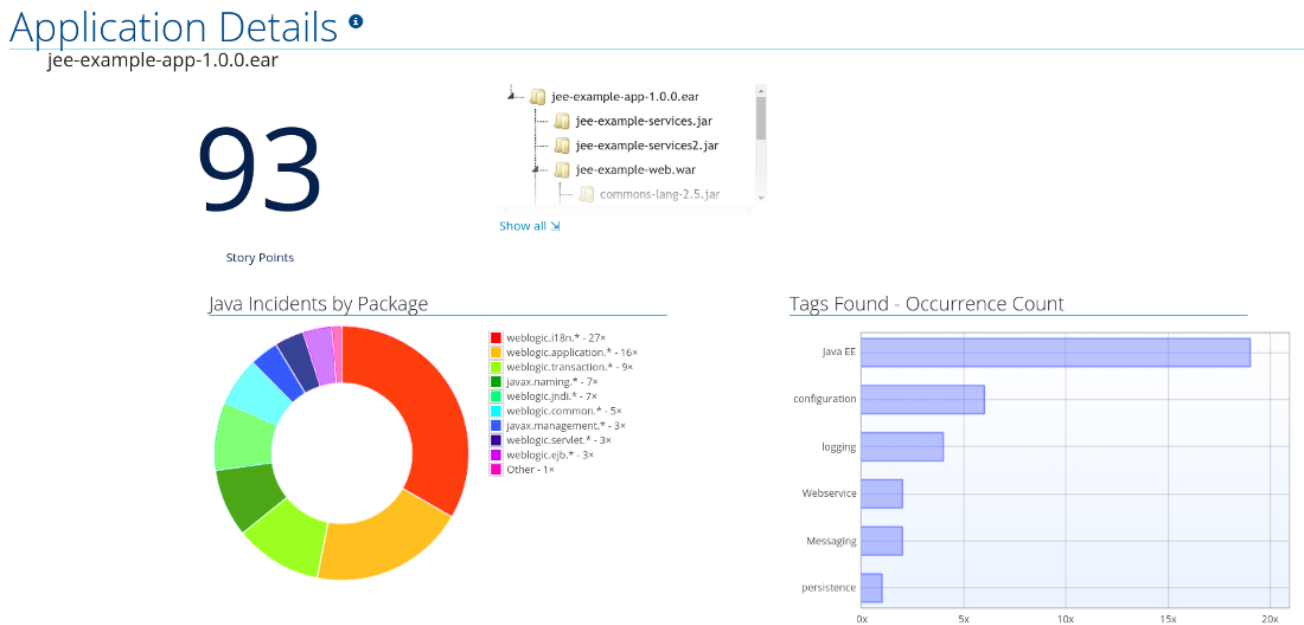 Application Details
jee-example-app-1.0.0.ear
93
Story Points
jee-example-app-1.0.0.ear
jee-example-services.jar
jee-example-services2.jar
jee-example-web.war
commons-lang-2.5.jar
Show all
Java Incidents by Package
weblogic.i18n.* - 27×
weblogic.application.* - 16×
weblogic.transaction.* - 9×
javax.naming.* - 7×
weblogic.jndi.* - 7×
weblogic.common.* - 5×
javax.management.* - 3×
weblogic.servlet.* - 3×
weblogic.ejb.* - 3×
Other - 1×
Tags Found - Occurrence Count
Java EE
configuration
logging
Webservice
Messaging
persistence
0x 5x 10x 15x 20x